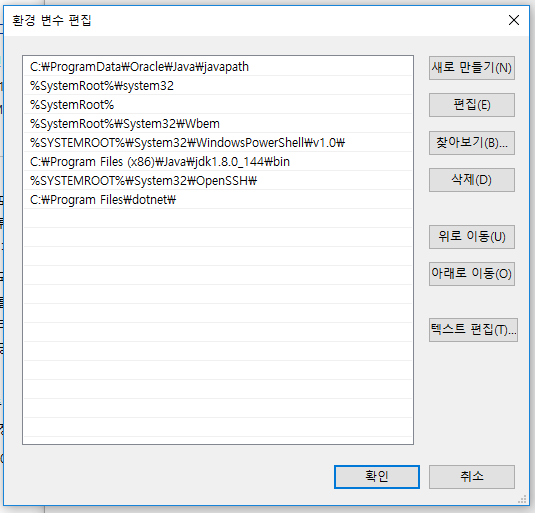 환경 변수 편집
C:₩ProgramData₩Oracle₩Java₩javapath
%SystemRoot%₩system32
%SystemRoot%
%SystemRoot%₩System32₩Wbem
%SYSTEMROOT%₩System32₩WindowsPowerShell₩v1.0₩
C:₩Program Files (x86)₩Java₩jdk1.8.0_144₩bin
%SYSTEMROOT%₩System32₩OpenSSH₩
C:₩Program Files₩dotnet₩
새로 만들기(N)
편집(E)
찾아보기(B)...
삭제(D)
위로 이동(U)
아래로 이동(O)
텍스트 편집(T)...
확인
취소